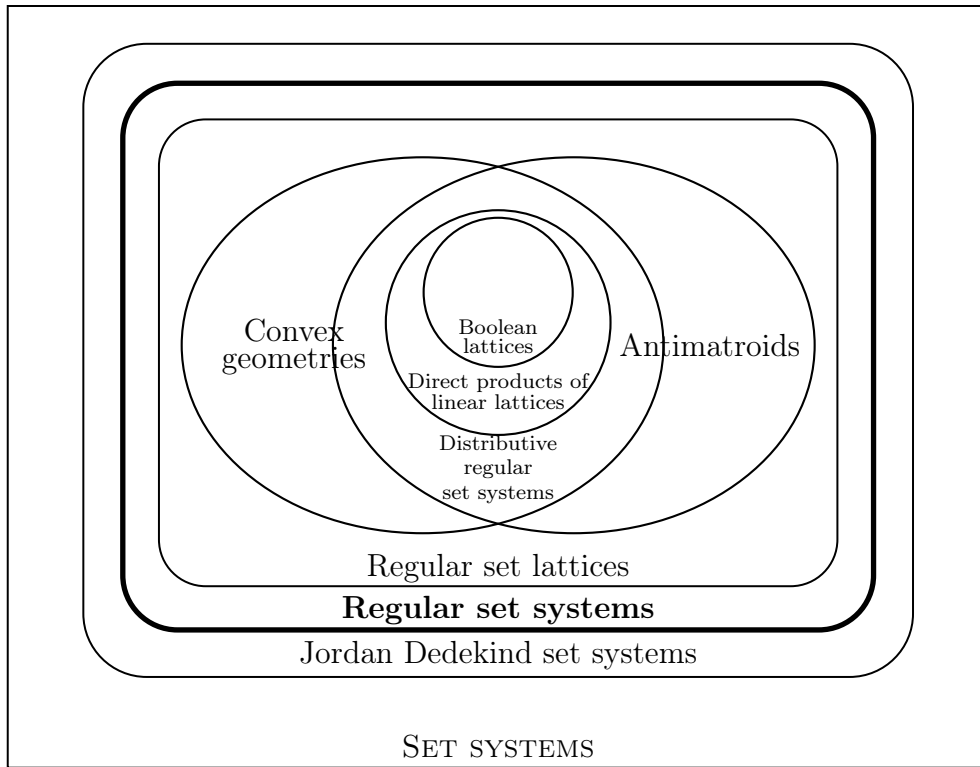 Boolean
lattices
Convex
geometries
Antimatroids
Direct products of
linear lattices
Distributive
regular
set systems
Regular set lattices
Regular set systems
Jordan Dedekind set systems
SET SYSTEMS